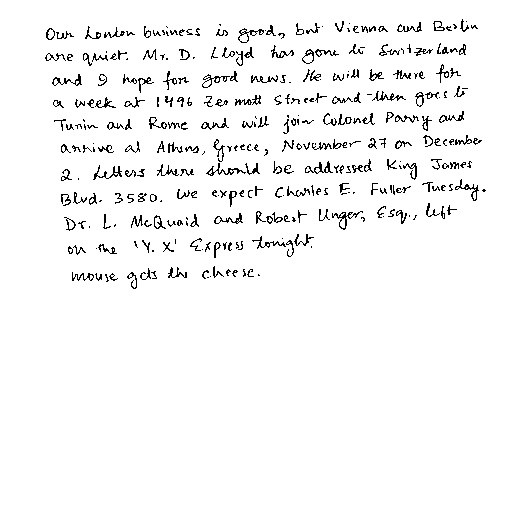 Our London business is good, but Vienna and Berlin
are quiet. Mr. D. Lloyd has gone to Switzerland
and I hope for good news. He will be there for
a week at 1496 Zermott Street and then goes to
Turin and Rome and will join Colonel Parry and
arrive at Athens, Greece, November 27 or December
2. Letters there should be addressed King James
Blvd. 3580. We expect Charles E. Fuller Tuesday.
Dr. L. McQuaid and Robert Unger, Esq., left
on the 'Y. X' Express tonight.
mouse gets the cheese.